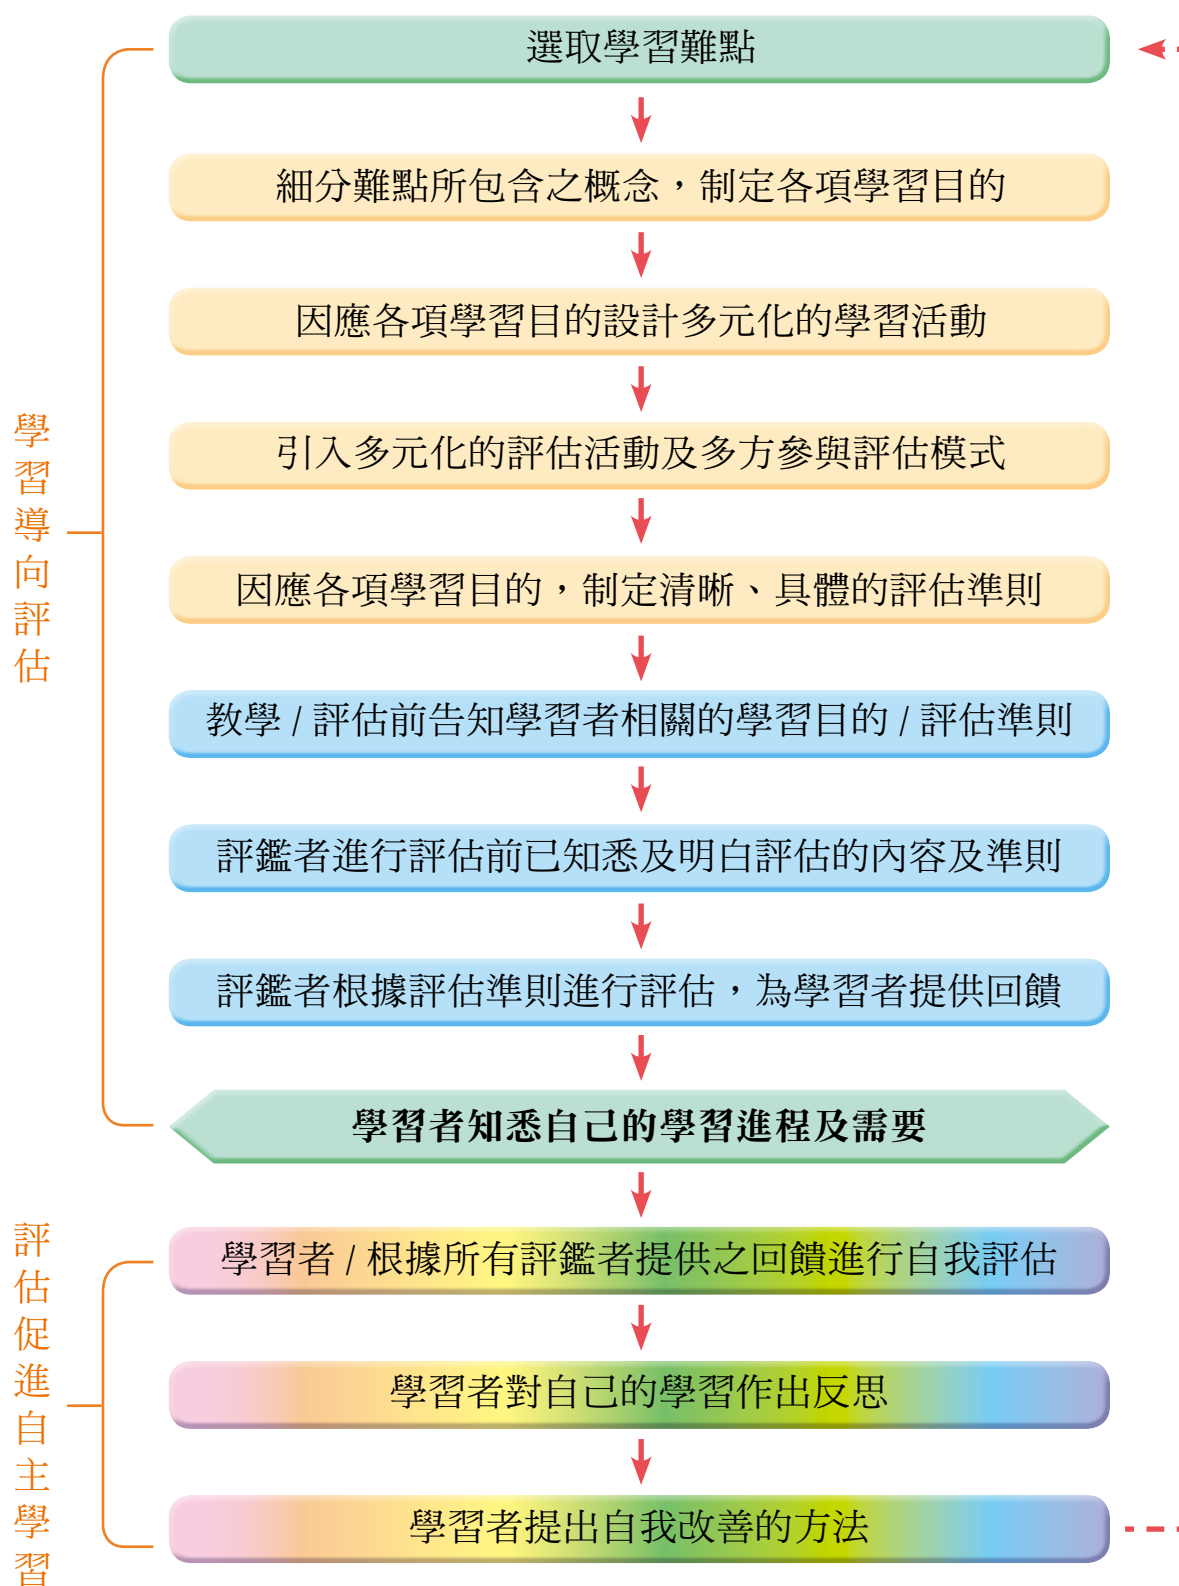 選取學習難點
細分難點所包含之概念，制定各項學習目的
因應各項學習目的設計多元化的學習活動
引入多元化的評估活動及多方參與評估模式
因應各項學習目的，制定清晰、具體的評估準則
教學 / 評估前告知學習者相關的學習目的 / 評估準則
評鑑者進行評估前已知悉及明白評估的內容及準則
評鑑者根據評估準則進行評估，為學習者提供回饋
學習者知悉自己的學習進程及需要
學習導向評估
學習者 / 根據所有評鑑者提供之回饋進行自我評估
學習者對自己的學習作出反思
學習者提出自我改善的方法
評估促進自主學習